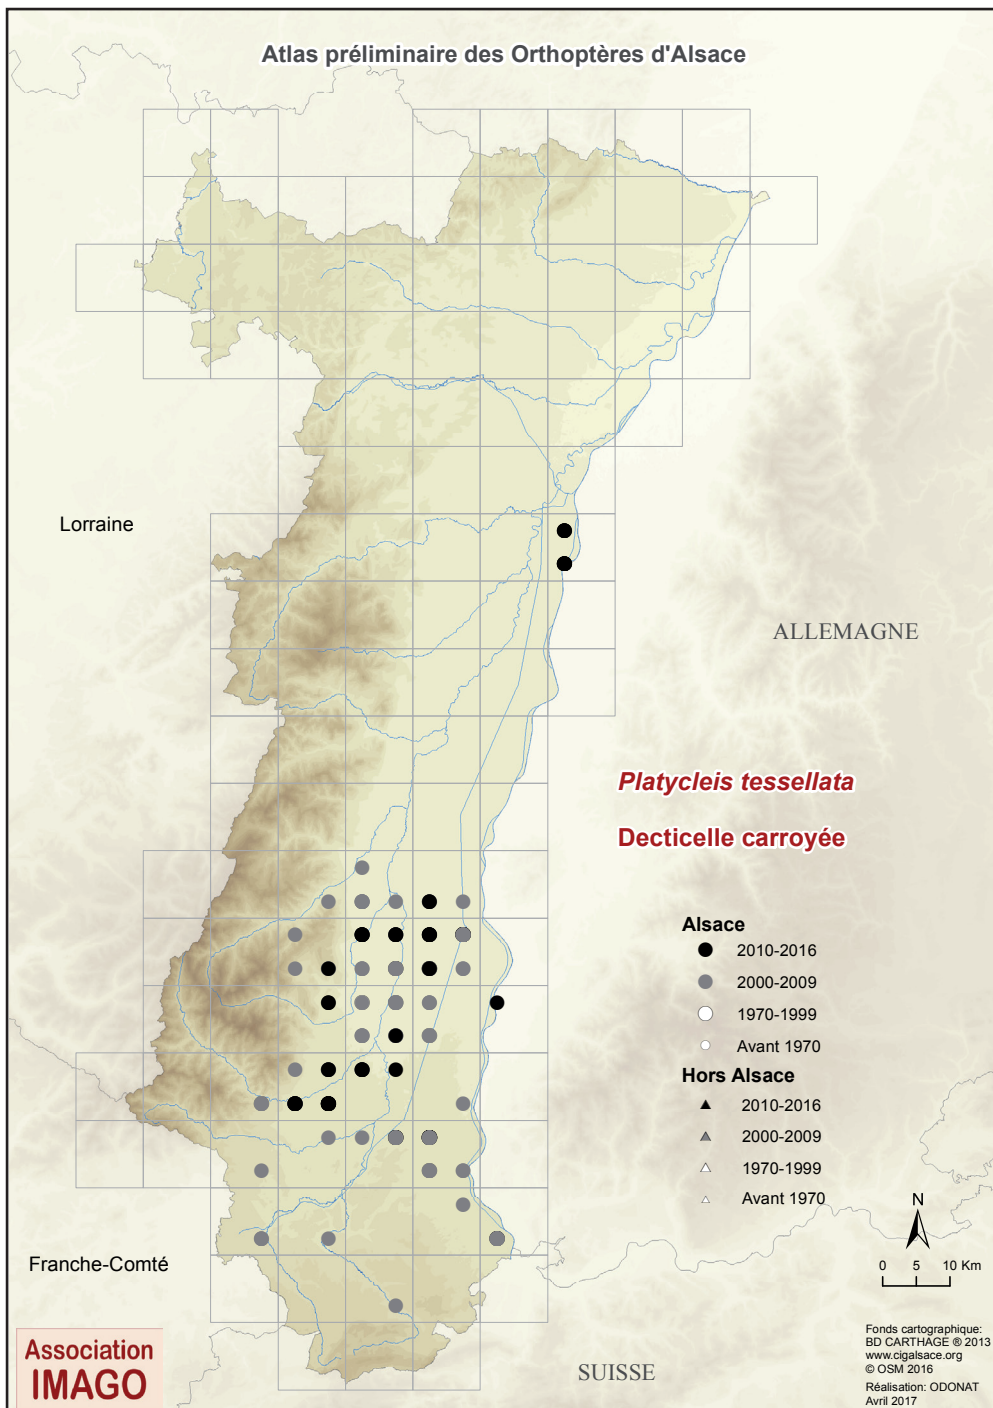 Atlas préliminaire des Orthoptères d'Alsace
Lorraine
ALLEMAGNE
Platycleis tessellata
Decticelle carroyée
Alsace
2010-2016
2000-2009
1970-1999
Avant 1970
Hors Alsace
2010-2016
2000-2009
1970-1999
Avant 1970
N
0 5 10 Km
Franche-Comté
SUISSE
Association
IMAGO
Fonds cartographique:
BD CARTHAGE ® 2013
www.cigalsace.org
© OSM 2016
Réalisation: ODONAT
Avril 2017